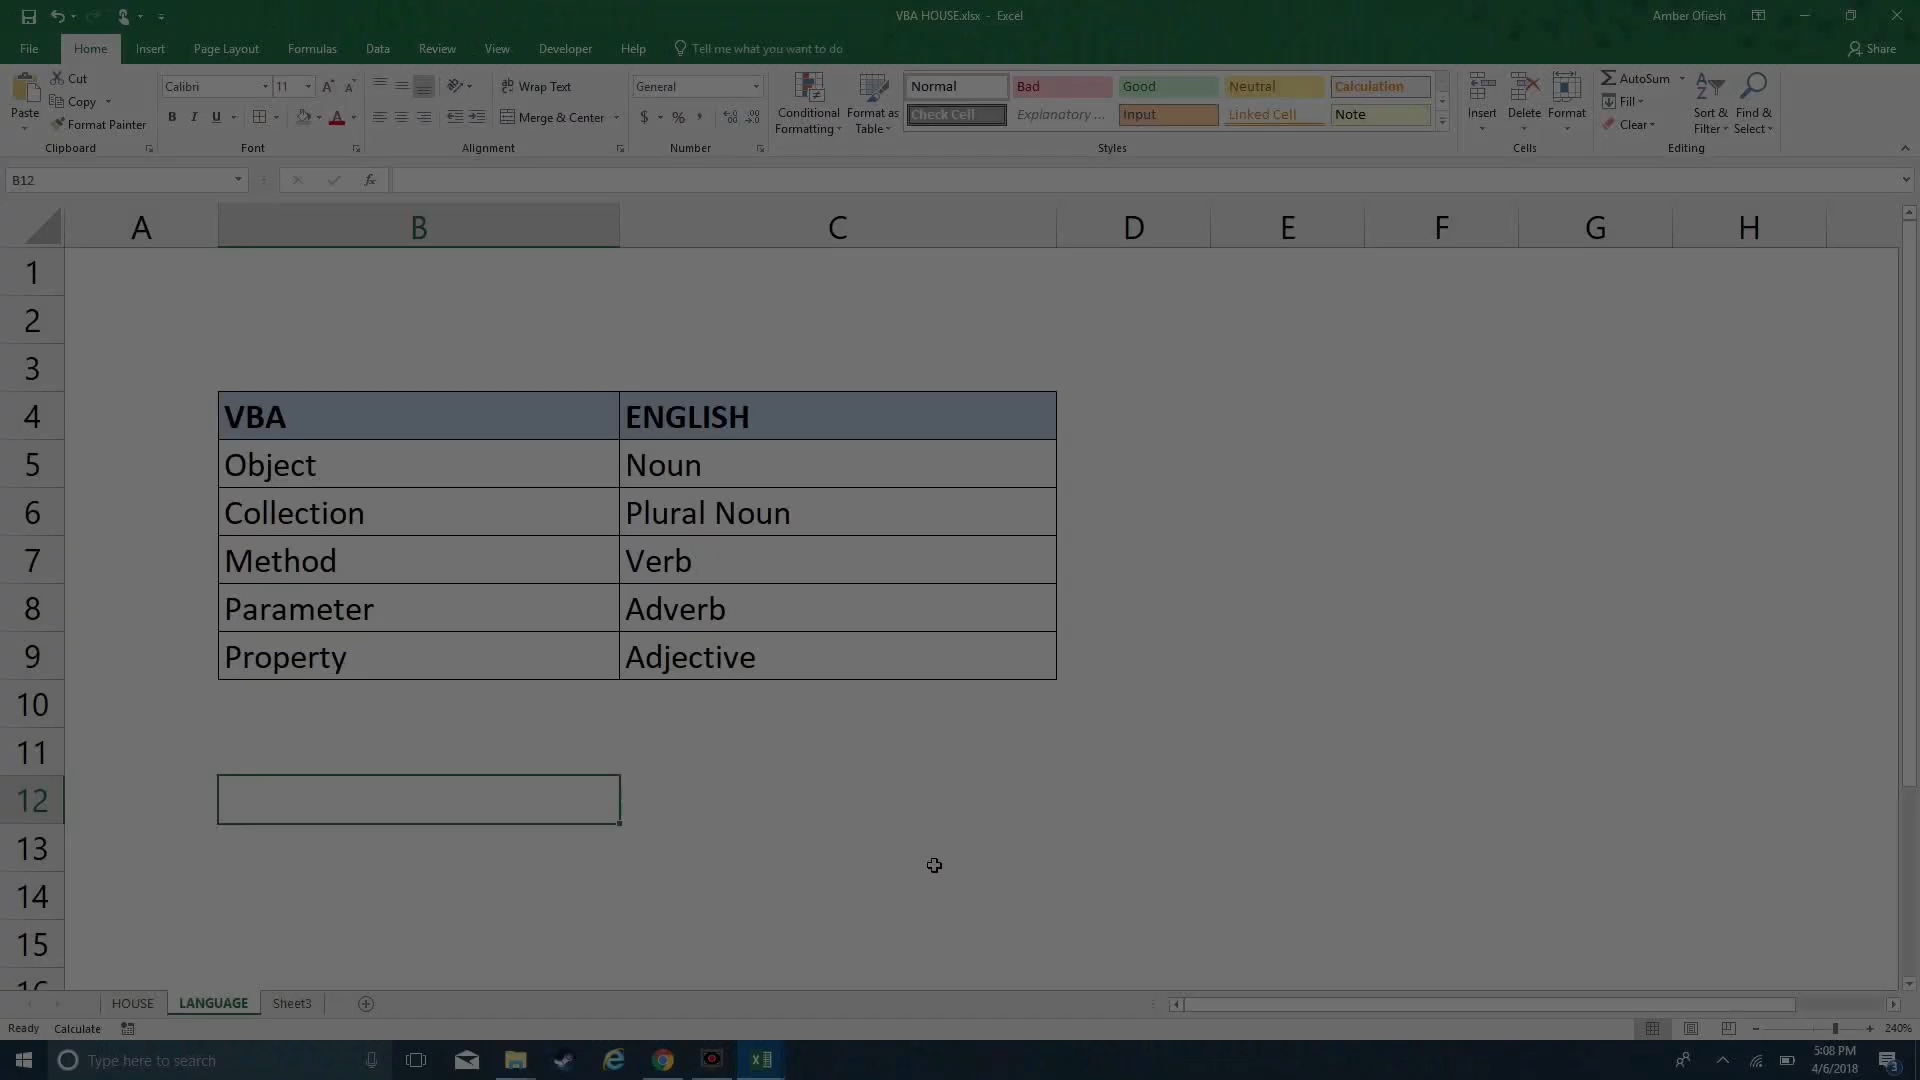 VBA HOUSE.xlsx - Excel
Amber Ofiesh
File Home Insert Page Layout Formulas Data Review View Developer Help Tell me what you want to do Share
Paste
Cut
Copy
Format Painter
Clipboard
Calibri 11
B I U
Font
Wrap Text
Merge & Center
Alignment
General
$ % ,
Number
Conditional Formatting
Format as Table
Normal Bad Good Neutral Calculation
Check Cell Explanatory ... Input Linked Cell Note
Styles
Insert Delete Format
Cells
AutoSum
Fill
Clear
Sort & Filter
Find & Select
Editing
B12 fx
A B C D E F G H
1
2
3
4 VBA ENGLISH
5 Object Noun
6 Collection Plural Noun
7 Method Verb
8 Parameter Adverb
9 Property Adjective
10
11
12
13
14
15
16
HOUSE LANGUAGE Sheet3
Ready Calculate 240%
Type here to search
5:08 PM
4/6/2018
3